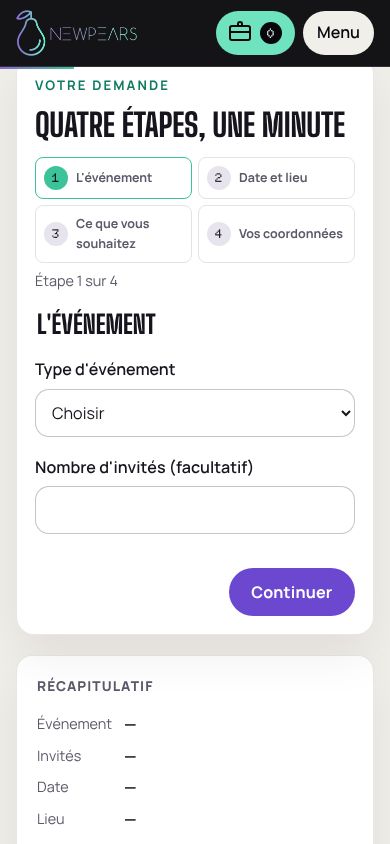 NEWPEARS
0
Menu
VOTRE DEMANDE
QUATRE ÉTAPES, UNE MINUTE
1 L'événement
2 Date et lieu
3 Ce que vous
souhaitez
4 Vos coordonnées
Étape 1 sur 4
L'ÉVÉNEMENT
Type d'événement
Choisir
Nombre d'invités (facultatif)
Continuer
RÉCAPITULATIF
Événement —
Invités —
Date —
Lieu —